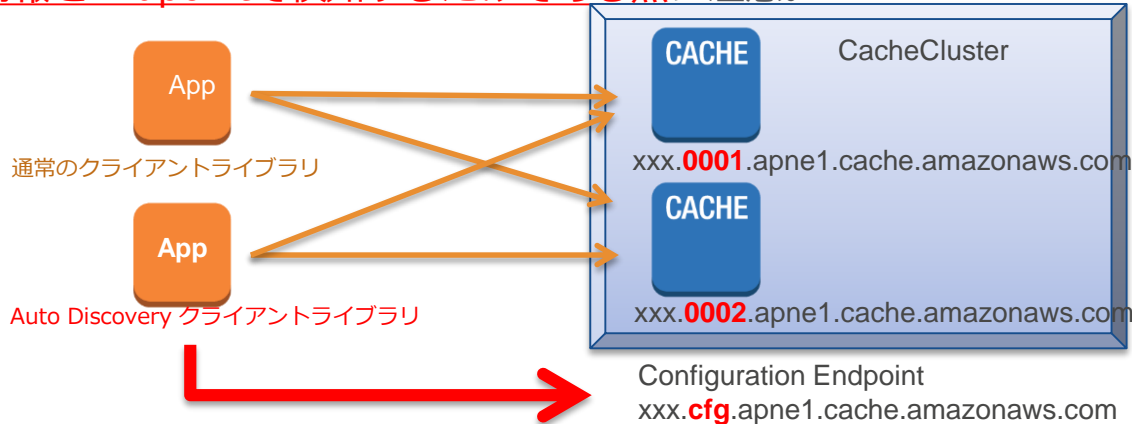 CACHE
CacheCluster
App
通常のクライアントライブラリ
xxx.0001.apne1.cache.amazonaws.com
CACHE
App
Auto Discovery クライアントライブラリ
xxx.0002.apne1.cache.amazonaws.com
Configuration Endpoint
xxx.cfg.apne1.cache.amazonaws.com